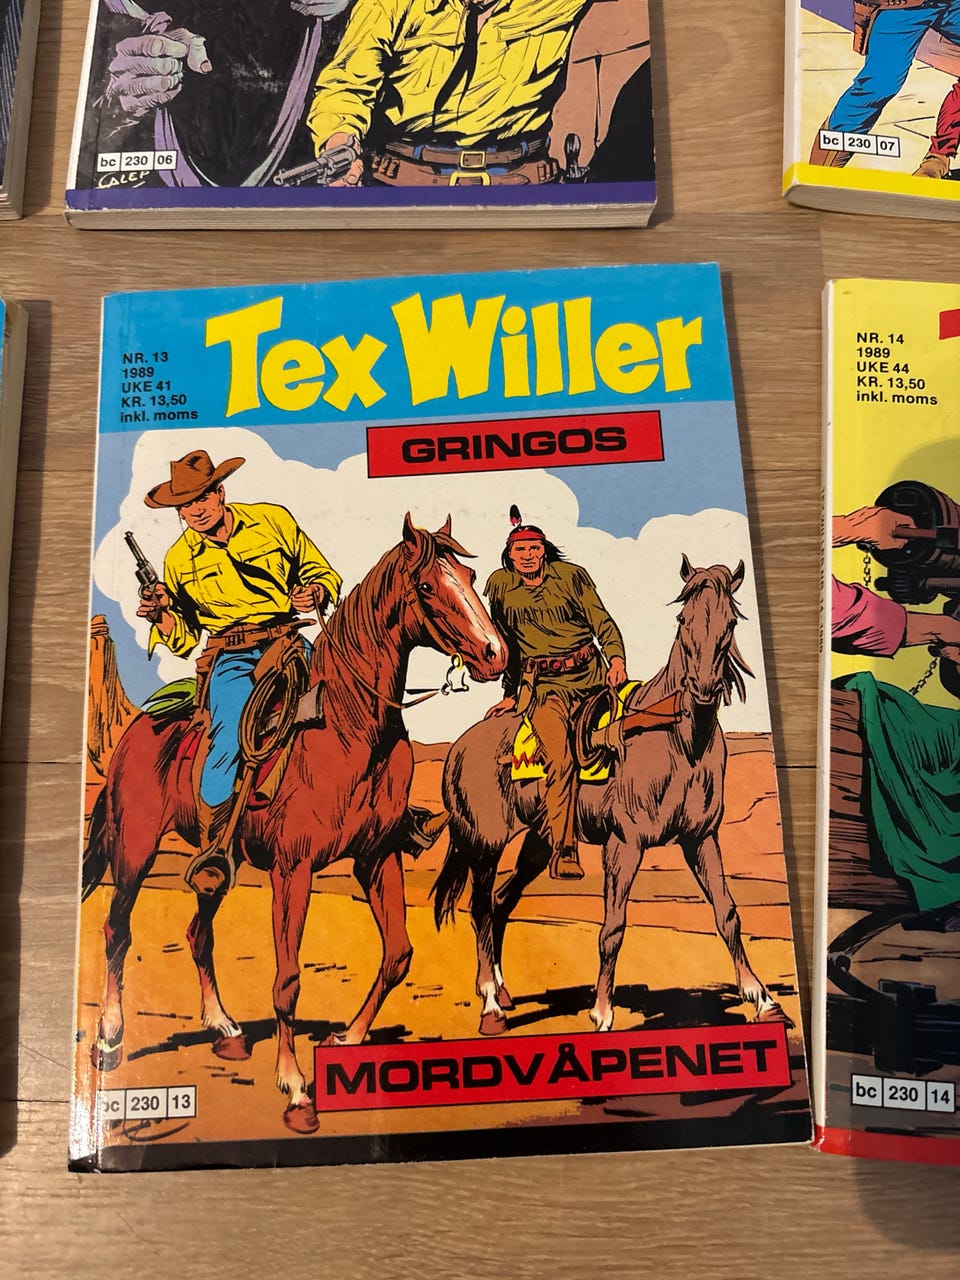 bc 230 06
GALEP
bc 230 07
Tex Willer
NR. 13
1989
UKE 41
KR. 13,50
inkl. moms
GRINGOS
MORDVÅPENET
bc 230 13
NR. 14
1989
UKE 44
KR. 13,50
inkl. moms
bc 230 14